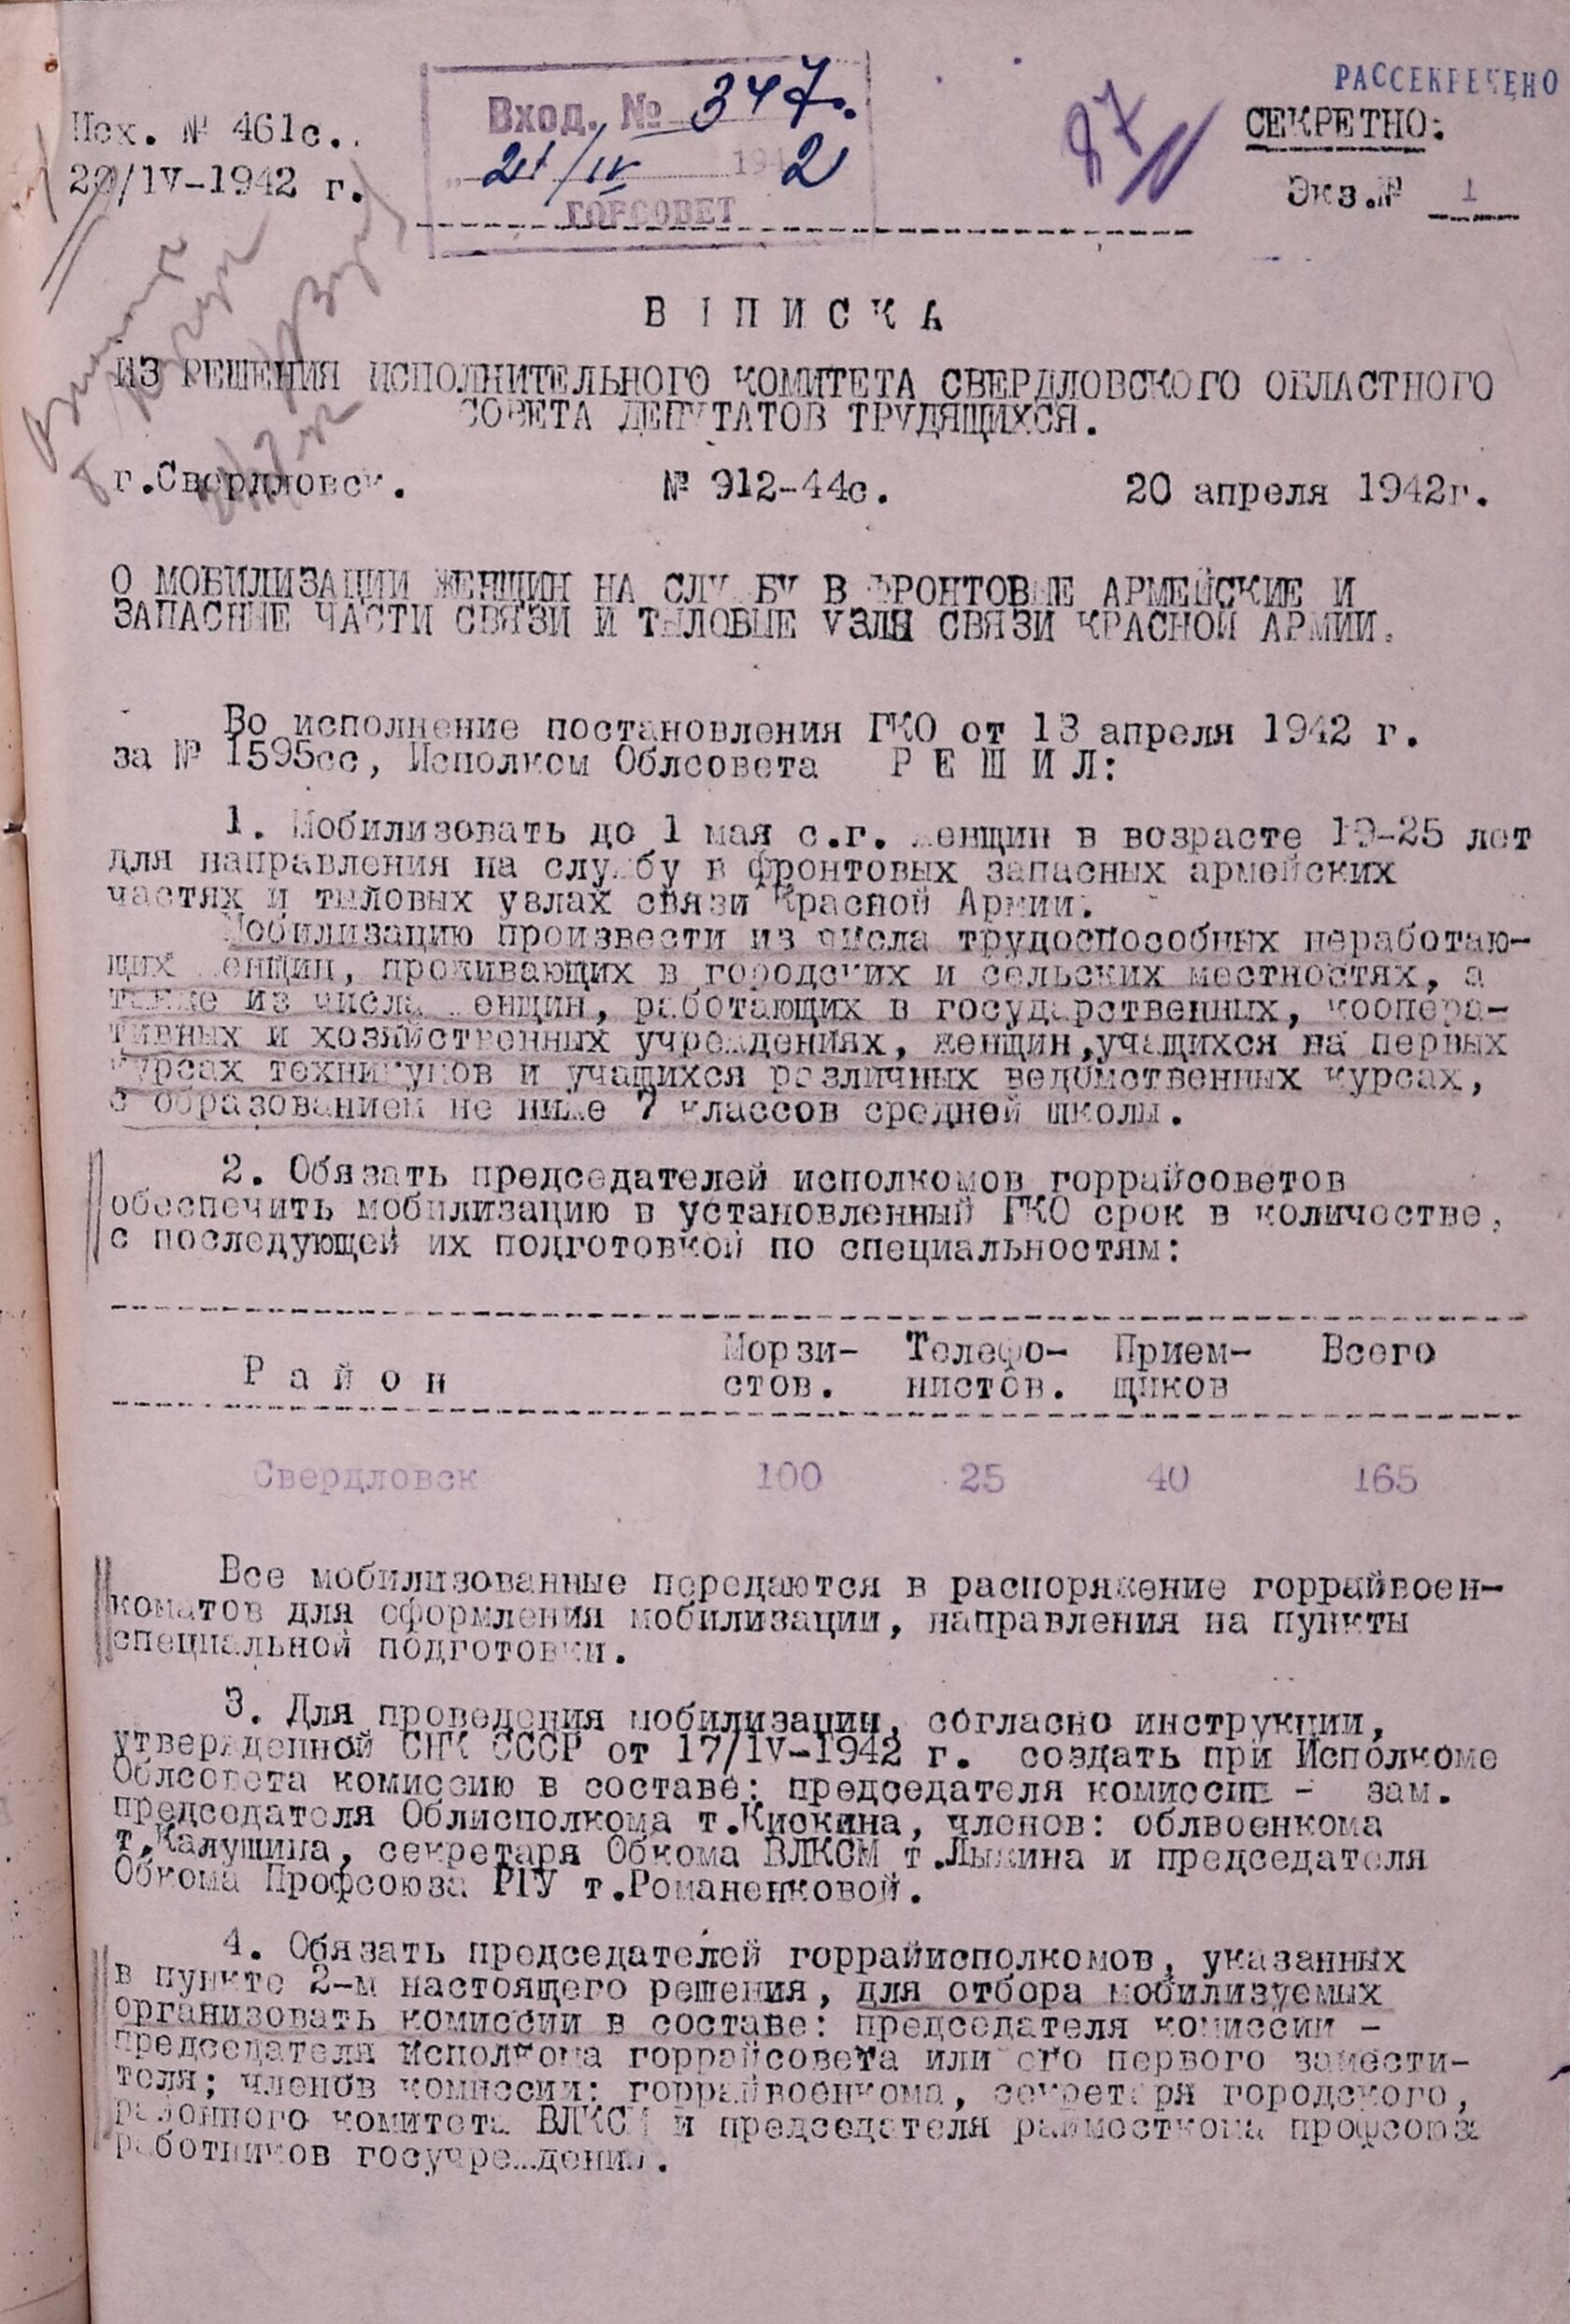 РАССЕКРЕЧЕНО
Исх. № 461с.
20/IV-1942 г.
Вход. № 347.
21/IV 1942
ГОРСОВЕТ
87
СЕКРЕТНО:
Экз.№ 1
В Ы П И С К А
ИЗ РЕШЕНИЯ ИСПОЛНИТЕЛЬНОГО КОМИТЕТА СВЕРДЛОВСКОГО ОБЛАСТНОГО
СОВЕТА ДЕПУТАТОВ ТРУДЯЩИХСЯ.
г.Свердловск. № 912-44с. 20 апреля 1942г.
О МОБИЛИЗАЦИИ ЖЕНЩИН НА СЛУЖБУ В ФРОНТОВЫЕ АРМЕЙСКИЕ И
ЗАПАСНЫЕ ЧАСТИ СВЯЗИ И ТЫЛОВЫЕ УЗЛЫ СВЯЗИ КРАСНОЙ АРМИИ.
Во исполнение постановления ГКО от 13 апреля 1942 г.
за № 1595сс, Исполком Облсовета Р Е Ш И Л:
1. Мобилизовать до 1 мая с.г. женщин в возрасте 19-25 лет
для направления на службу в фронтовых запасных армейских
частях и тыловых узлах связи Красной Армии.
Мобилизацию произвести из числа трудоспособных неработаю-
щих женщин, проживающих в городских и сельских местностях, а
также из числа женщин, работающих в государственных, коопера-
тивных и хозяйственных учреждениях, женщин,учащихся на первых
курсах техникумов и учащихся различных ведомственных курсах,
с образованием не ниже 7 классов средней школы.
2. Обязать председателей исполкомов горрайсоветов
обеспечить мобилизацию в установленный ГКО срок в количестве,
с последующей их подготовкой по специальностям:
Р а й о н Морзи- Телефо- Прием- Всего
стов. нистов. щиков
Свердловск 100 25 40 165
Все мобилизованные передаются в распоряжение горрайвоен-
коматов для оформления мобилизации, направления на пункты
специальной подготовки.
3. Для проведения мобилизации, согласно инструкции,
утвержденной СНК СССР от 17/IV-1942 г. создать при Исполкоме
Облсовета комиссию в составе: председателя комиссии - зам.
председателя Облисполкома т.Кискина, членов: облвоенкома
т.Калущина, секретаря Обкома ВЛКСМ т.Лыжина и председателя
Обкома Профсоюза РГУ т.Романенковой.
4. Обязать председателей горрайисполкомов, указанных
в пункте 2-м настоящего решения, для отбора мобилизуемых
организовать комиссии в составе: председателя комиссии -
председателя исполкома горрайсовета или его первого замести-
теля; членов комиссии: горрайвоенкома, секретаря городского,
районного комитета ВЛКСМ и председателя райместкома профсоюза
работников госучреждений.